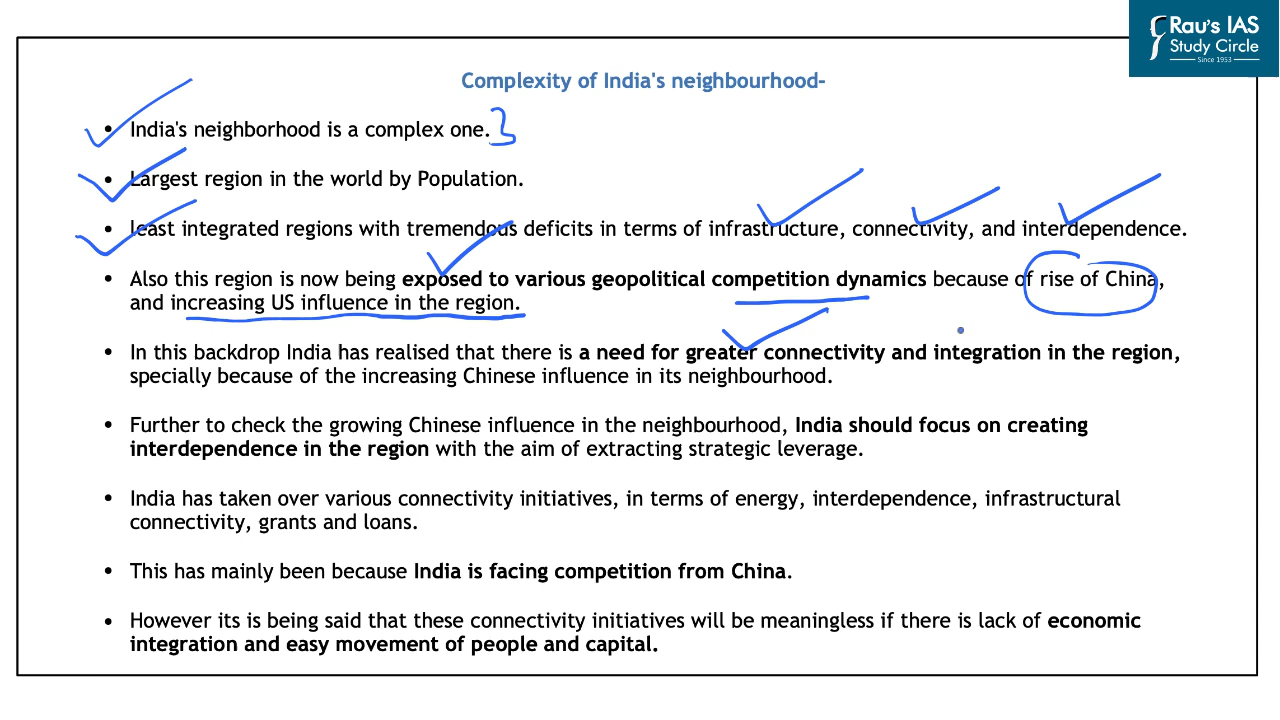 Rau's IAS
Study Circle
Since 1953
Complexity of India's neighbourhood-
• India's neighborhood is a complex one.
• Largest region in the world by Population.
• least integrated regions with tremendous deficits in terms of infrastructure, connectivity, and interdependence.
• Also this region is now being exposed to various geopolitical competition dynamics because of rise of China,
and increasing US influence in the region.
• In this backdrop India has realised that there is a need for greater connectivity and integration in the region,
specially because of the increasing Chinese influence in its neighbourhood.
• Further to check the growing Chinese influence in the neighbourhood, India should focus on creating
interdependence in the region with the aim of extracting strategic leverage.
• India has taken over various connectivity initiatives, in terms of energy, interdependence, infrastructural
connectivity, grants and loans.
• This has mainly been because India is facing competition from China.
• However its is being said that these connectivity initiatives will be meaningless if there is lack of economic
integration and easy movement of people and capital.